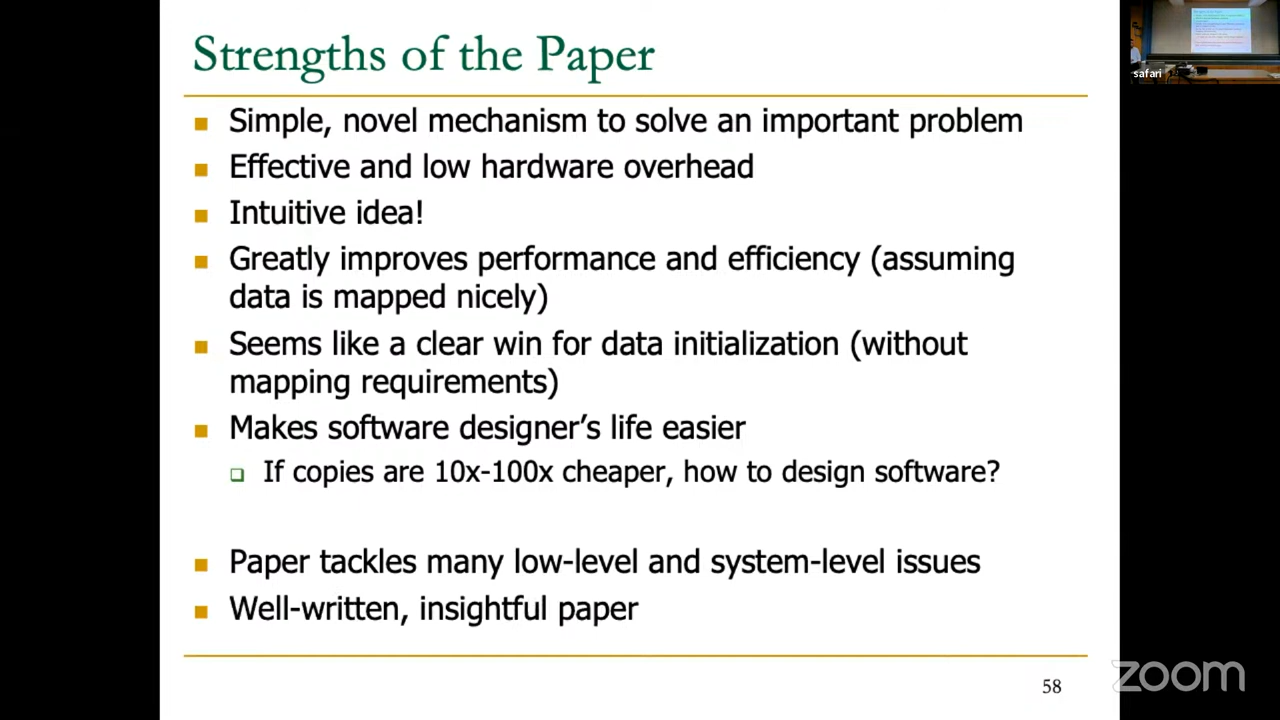 Strengths of the Paper
Simple, novel mechanism to solve an important problem
Effective and low hardware overhead
Intuitive idea!
Greatly improves performance and efficiency (assuming
data is mapped nicely)
Seems like a clear win for data initialization (without
mapping requirements)
Makes software designer's life easier
If copies are 10x-100x cheaper, how to design software?
Paper tackles many low-level and system-level issues
Well-written, insightful paper
58
safari
zoom